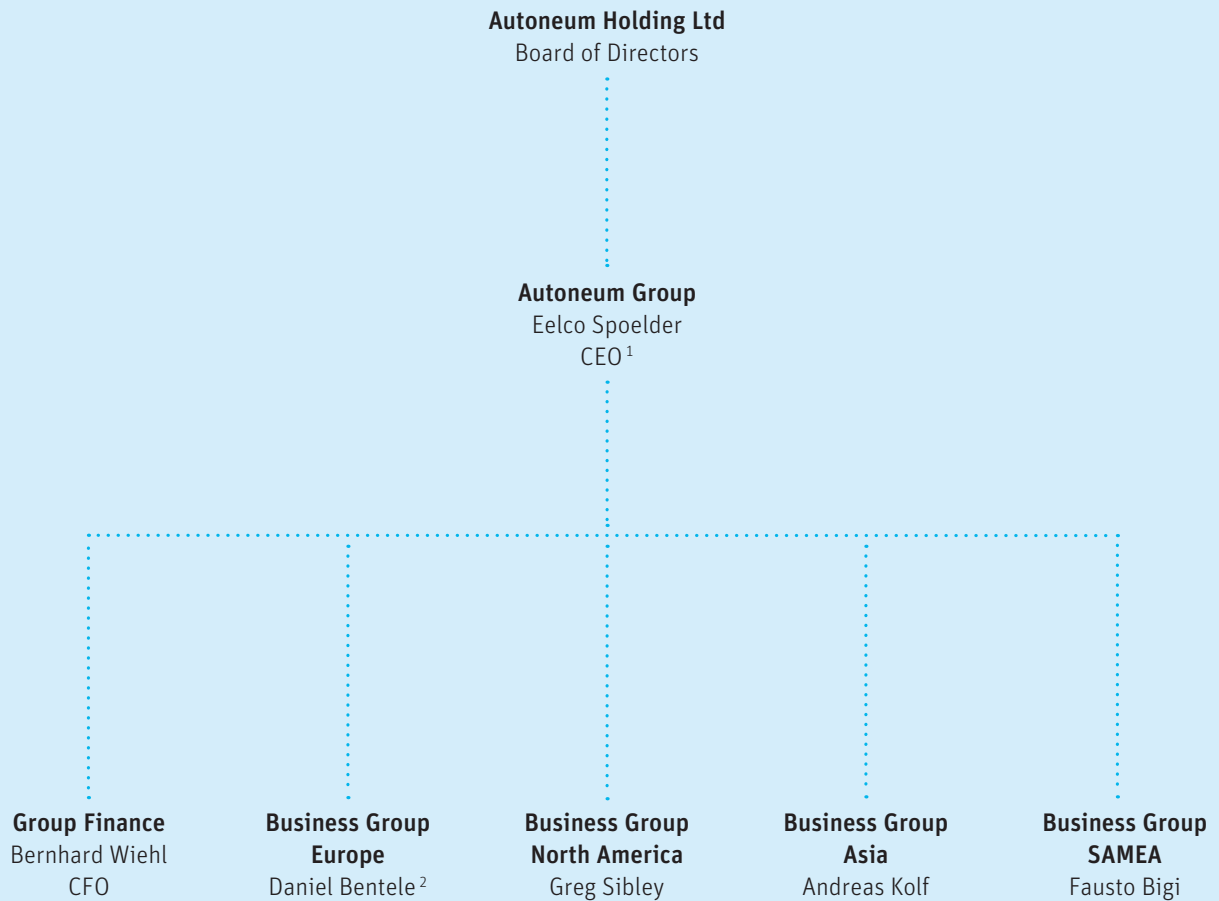 Autoneum Holding Ltd
Board of Directors
Autoneum Group
Eelco Spoelder
CEO 1
Group Finance
Bernhard Wiehl
CFO
Business Group
Europe
Daniel Bentele 2
Business Group
North America
Greg Sibley
Business Group
Asia
Andreas Kolf
Business Group
SAMEA
Fausto Bigi